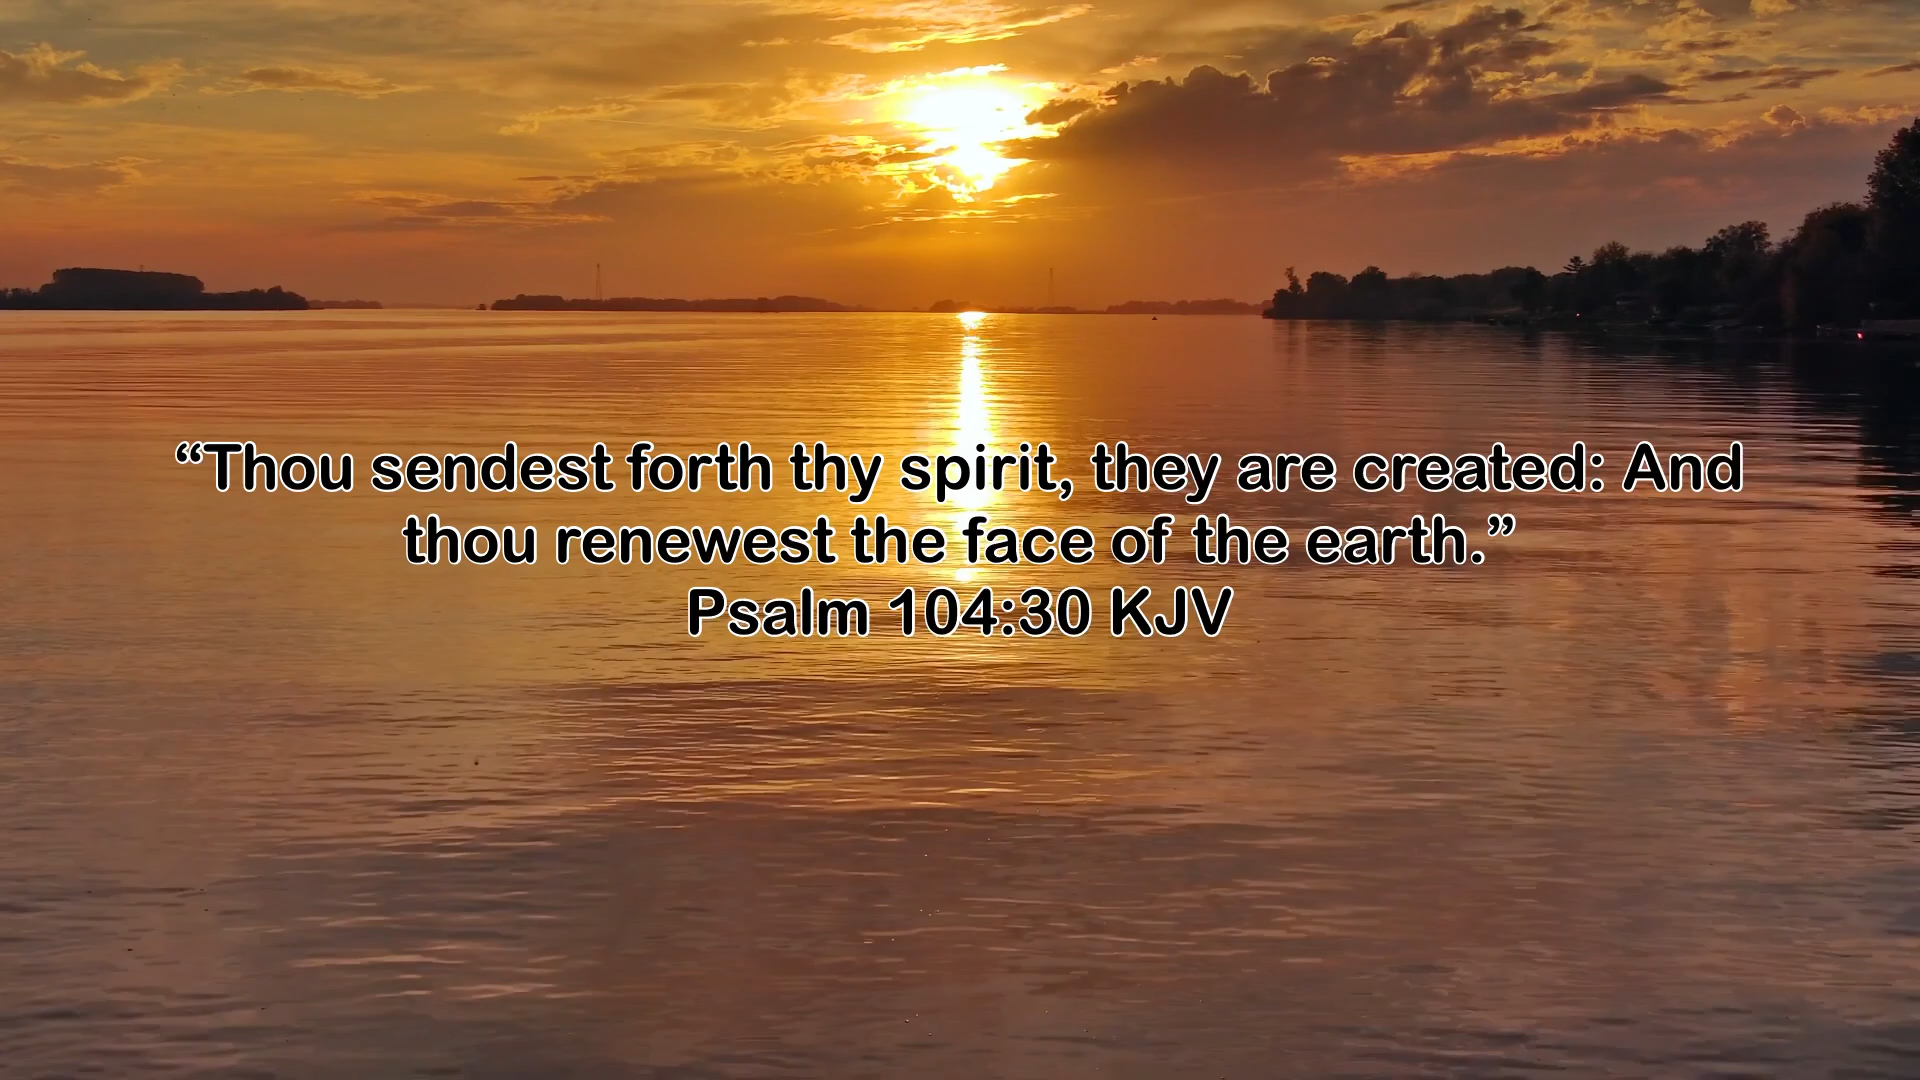 “Thou sendest forth thy spirit, they are created: And
thou renewest the face of the earth.”
Psalm 104:30 KJV